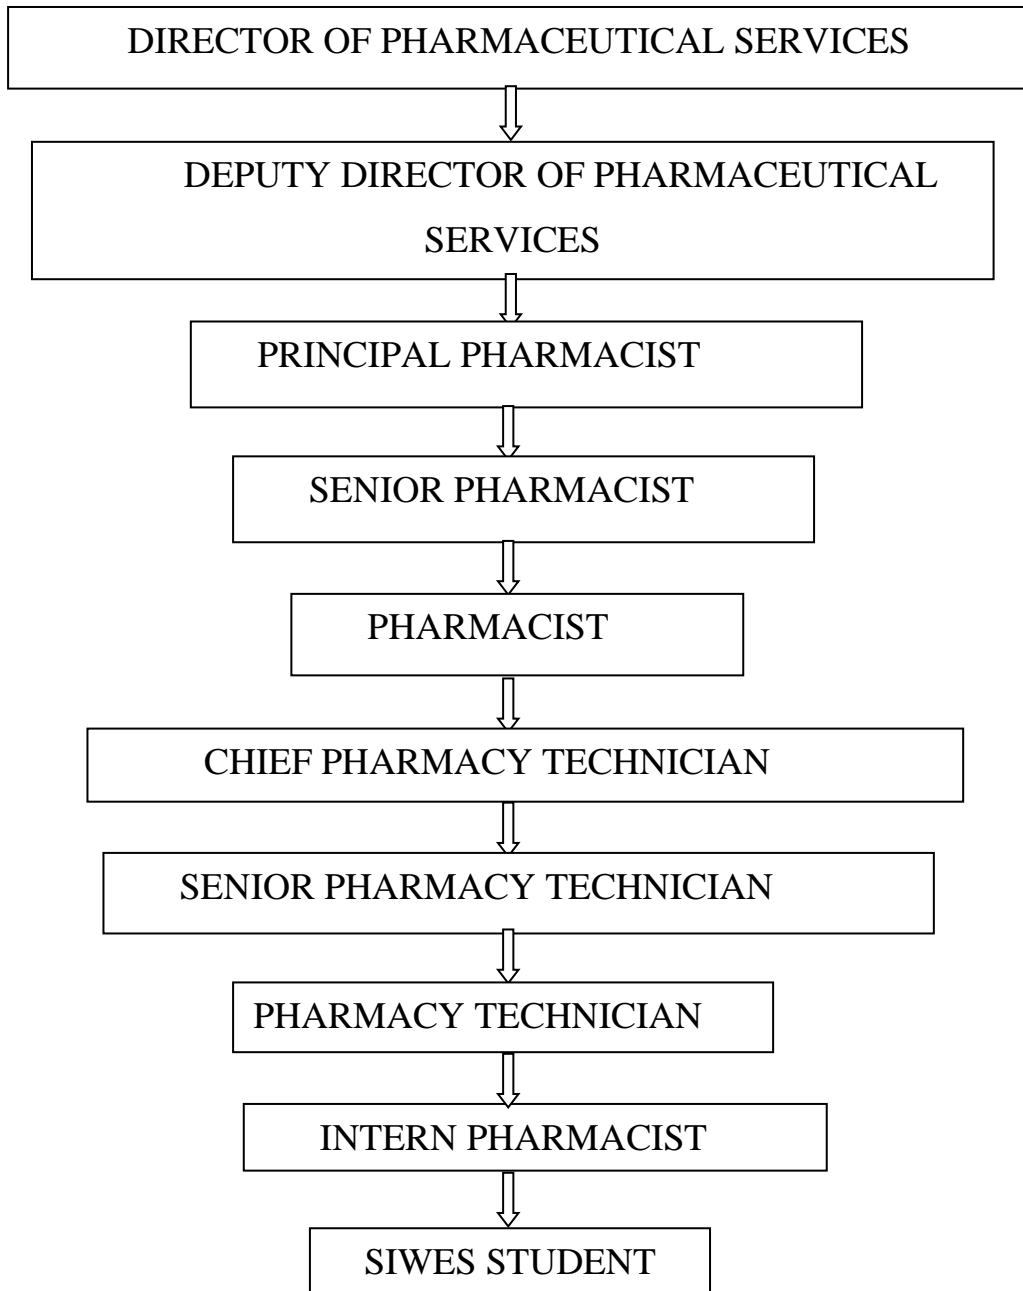 DIRECTOR OF PHARMACEUTICAL SERVICES
DEPUTY DIRECTOR OF PHARMACEUTICAL
SERVICES
PRINCIPAL PHARMACIST
SENIOR PHARMACIST
PHARMACIST
CHIEF PHARMACY TECHNICIAN
SENIOR PHARMACY TECHNICIAN
PHARMACY TECHNICIAN
INTERN PHARMACIST
SIWES STUDENT